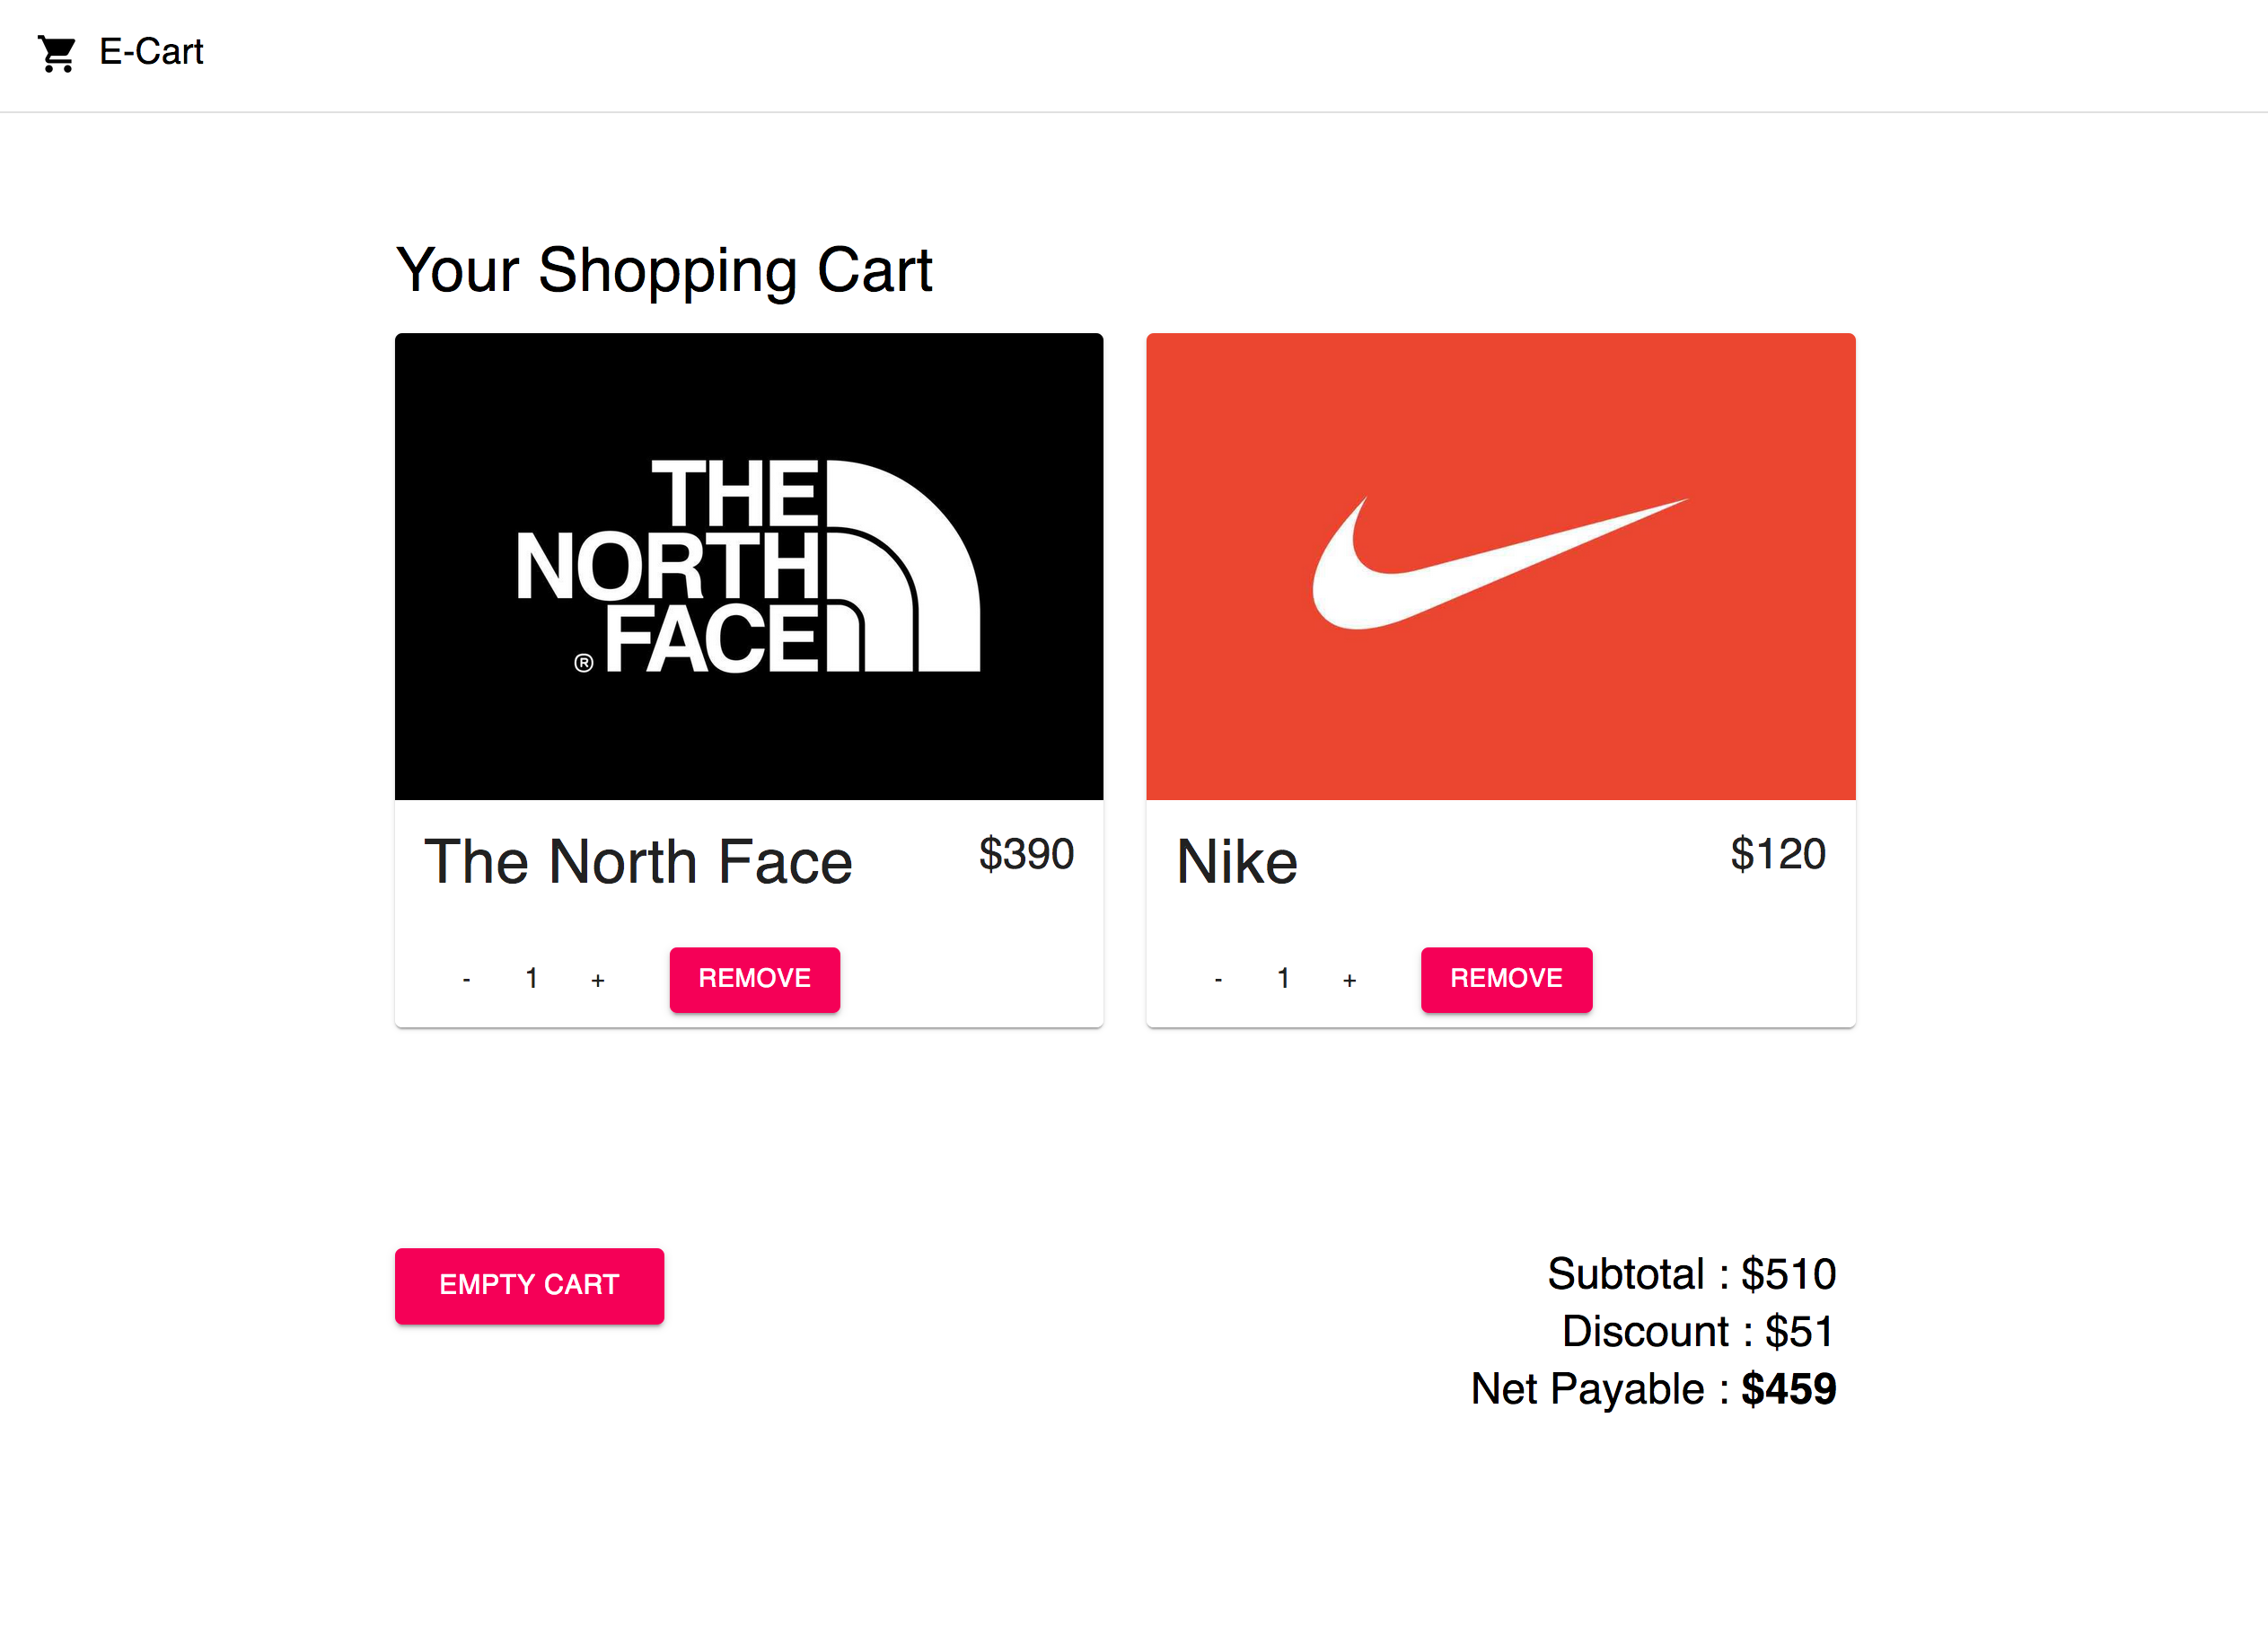 E-Cart
Your Shopping Cart
THE
NORTH
® FACE
The North Face $390
- 1 + REMOVE
Nike $120
- 1 + REMOVE
EMPTY CART
Subtotal : $510
Discount : $51
Net Payable : $459